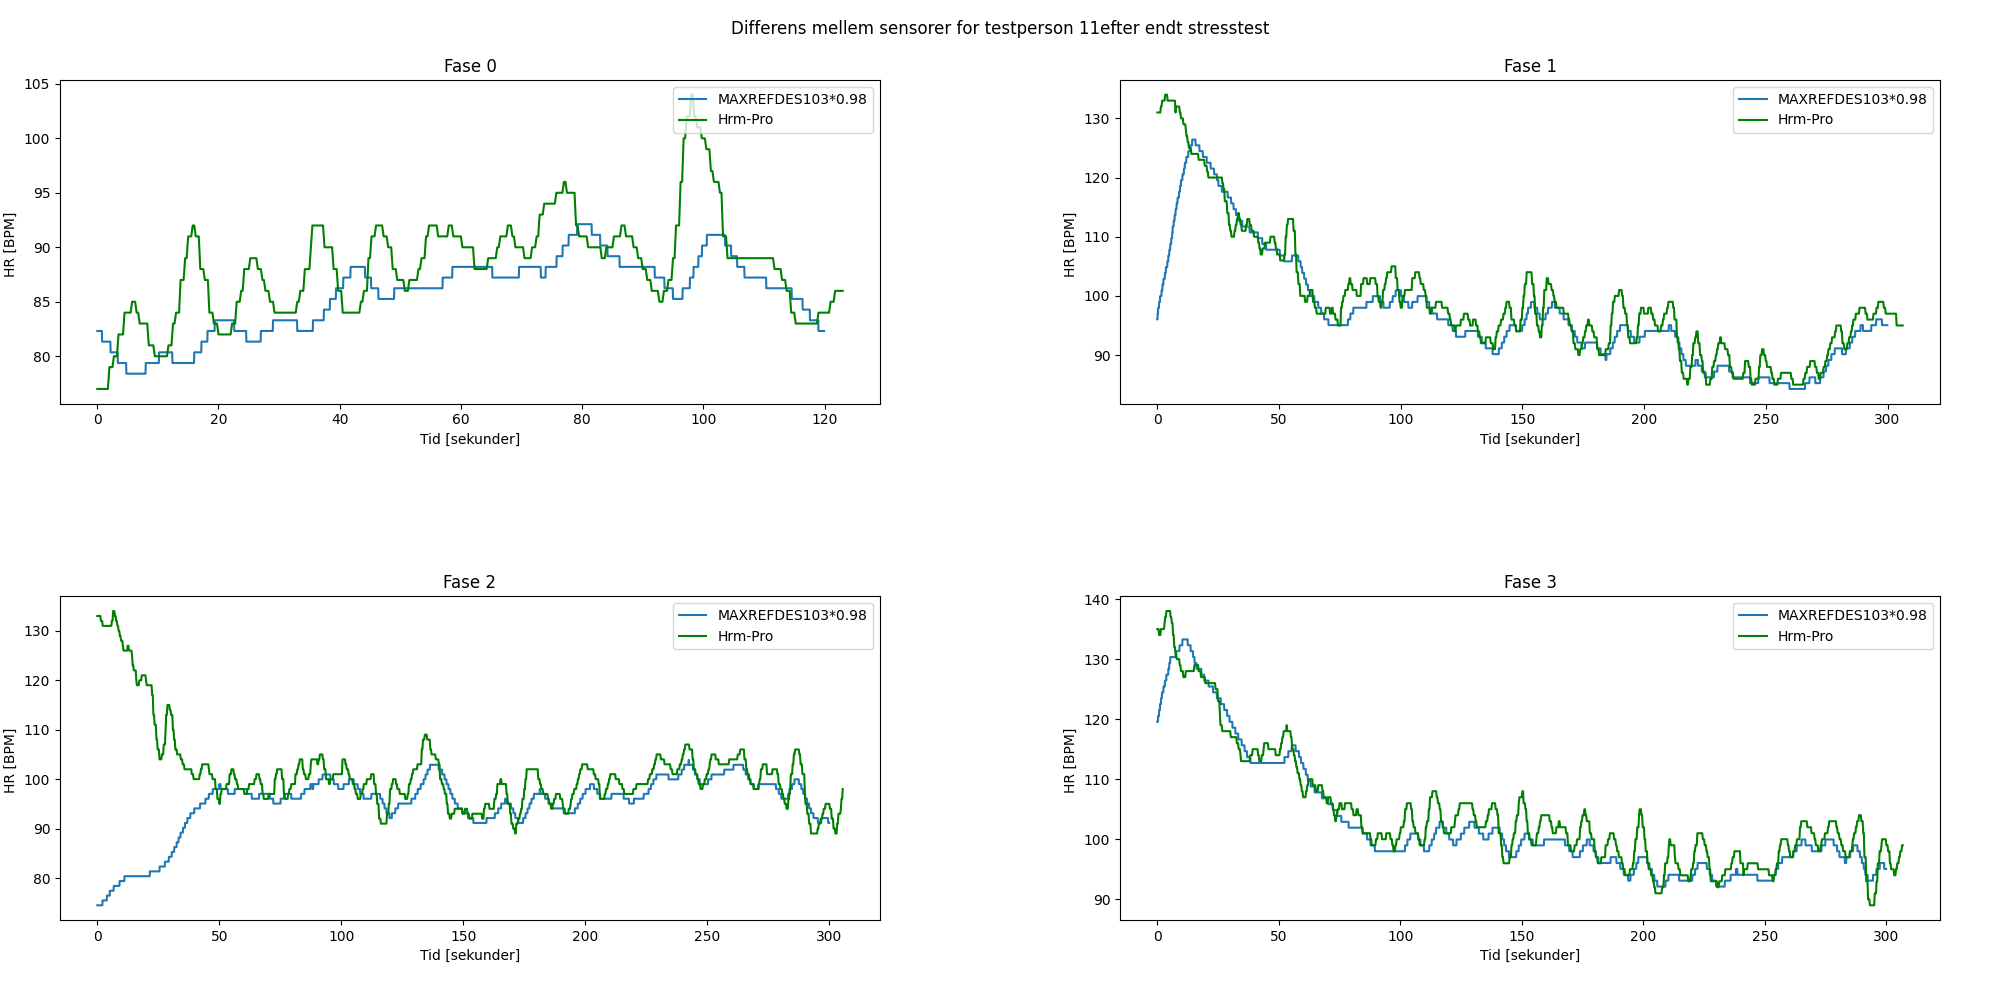 Differens mellem sensorer for testperson 11efter endt stresstest
Fase 0
105
100
95
90
85
80
HR [BPM]
MAXREFDES103*0.98
Hrm-Pro
0 20 40 60 80 100 120
Tid [sekunder]
Fase 1
130
120
110
100
90
HR [BPM]
MAXREFDES103*0.98
Hrm-Pro
0 50 100 150 200 250 300
Tid [sekunder]
Fase 2
130
120
110
100
90
80
HR [BPM]
MAXREFDES103*0.98
Hrm-Pro
0 50 100 150 200 250 300
Tid [sekunder]
Fase 3
140
130
120
110
100
90
HR [BPM]
MAXREFDES103*0.98
Hrm-Pro
0 50 100 150 200 250 300
Tid [sekunder]